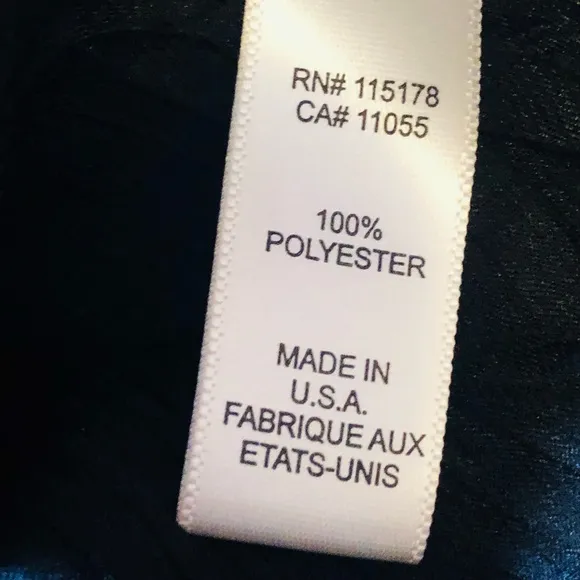 RN# 115178
CA# 11055
100%
POLYESTER
MADE IN
U.S.A.
FABRIQUE AUX
ETATS-UNIS